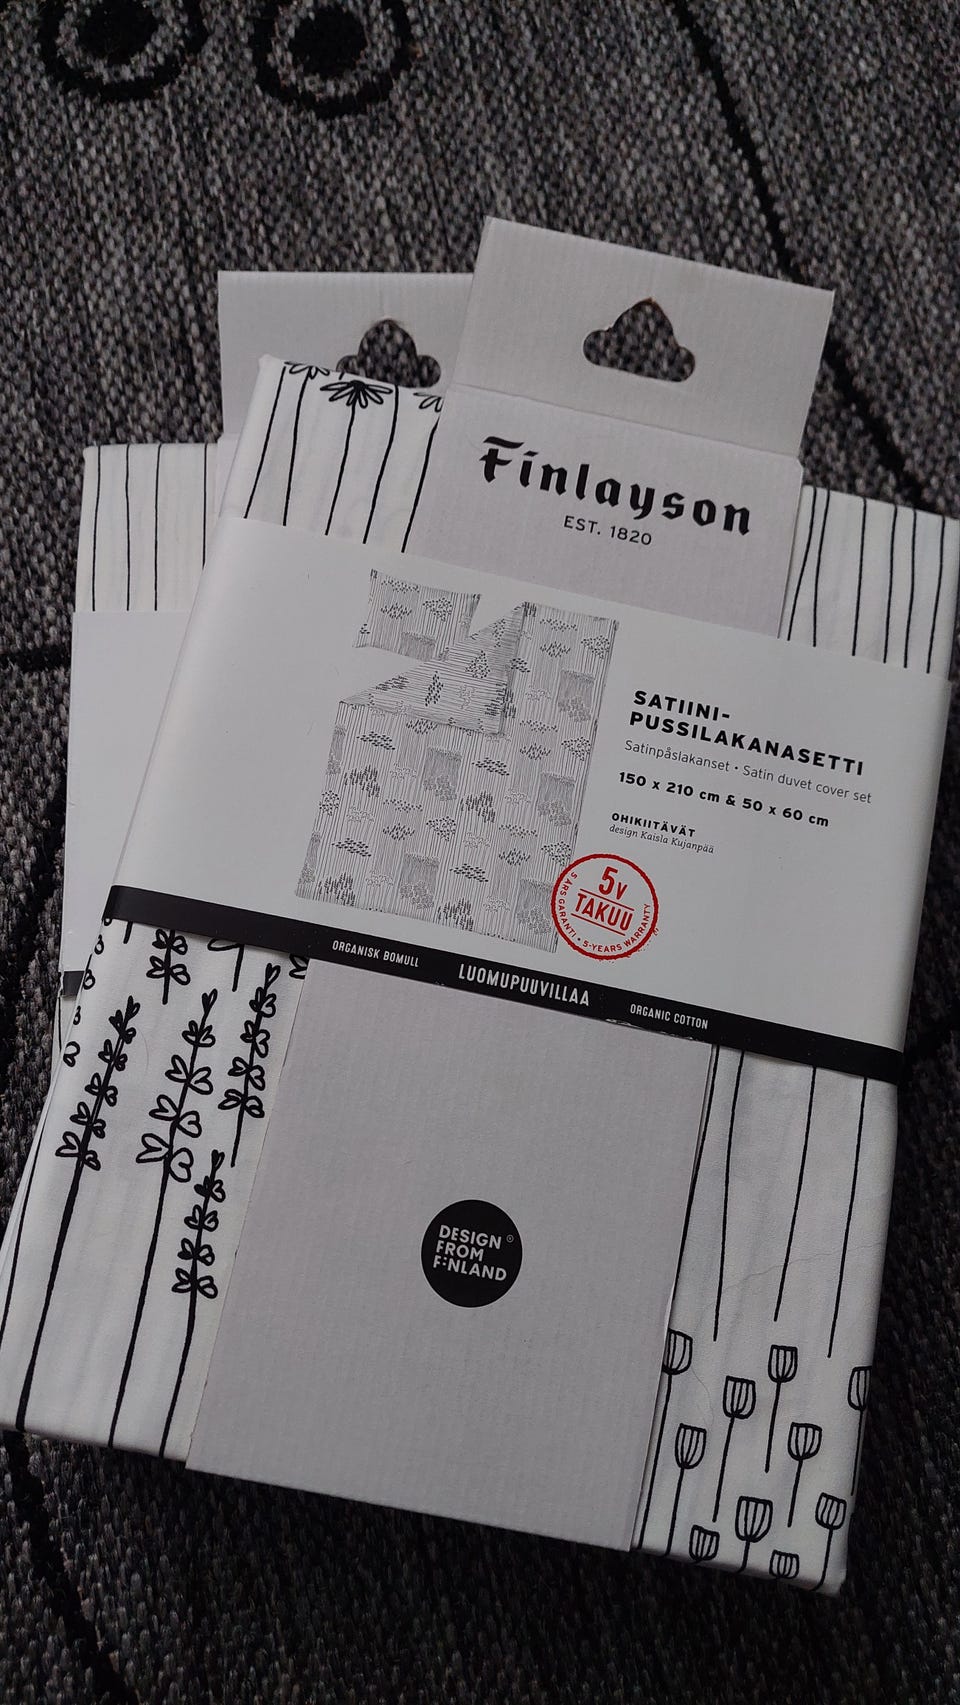 Finlayson
EST. 1820
SATIINI-
PUSSILAKANASETTI
Satinpåslakanset • Satin duvet cover set
150 x 210 cm & 50 x 60 cm
OHIKIITÄVÄT
design Kaisla Kujanpää
5v
TAKUU
5 ÅRS GARANTI • 5-YEARS WARRANTY
ORGANISK BOMULL LUOMUPUUVILLAA ORGANIC COTTON
DESIGN ®
FROM
F:NLAND